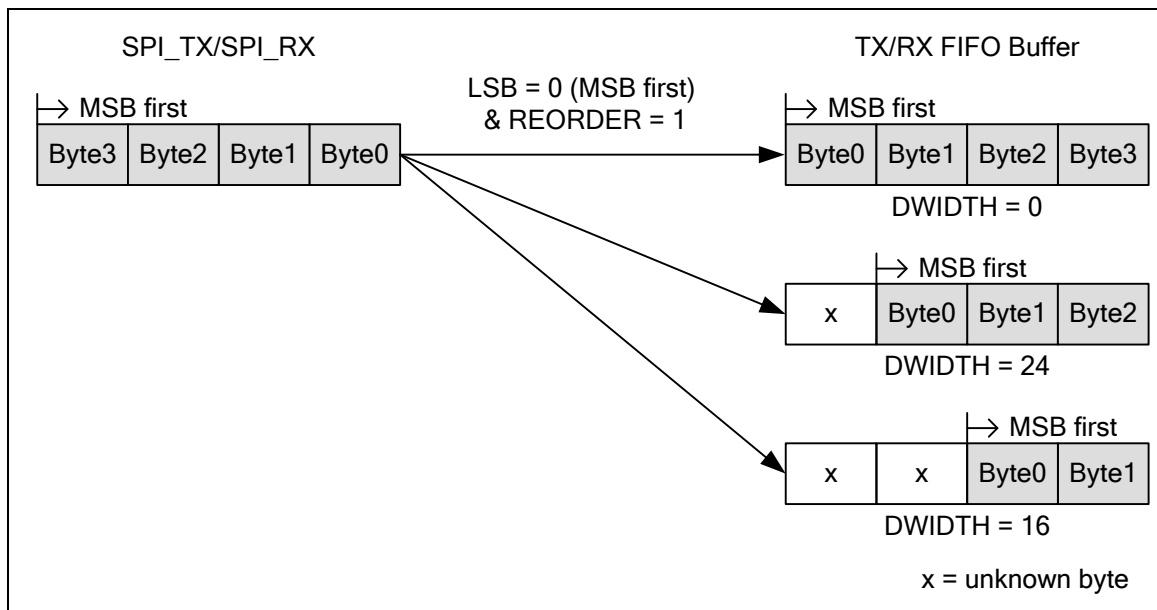 SPI_TX/SPI_RX
TX/RX FIFO Buffer
LSB = 0 (MSB first)
& REORDER = 1
MSB first
Byte3 Byte2 Byte1 Byte0
MSB first
Byte0 Byte1 Byte2 Byte3
DWIDTH = 0
MSB first
x Byte0 Byte1 Byte2
DWIDTH = 24
MSB first
x x Byte0 Byte1
DWIDTH = 16
x = unknown byte